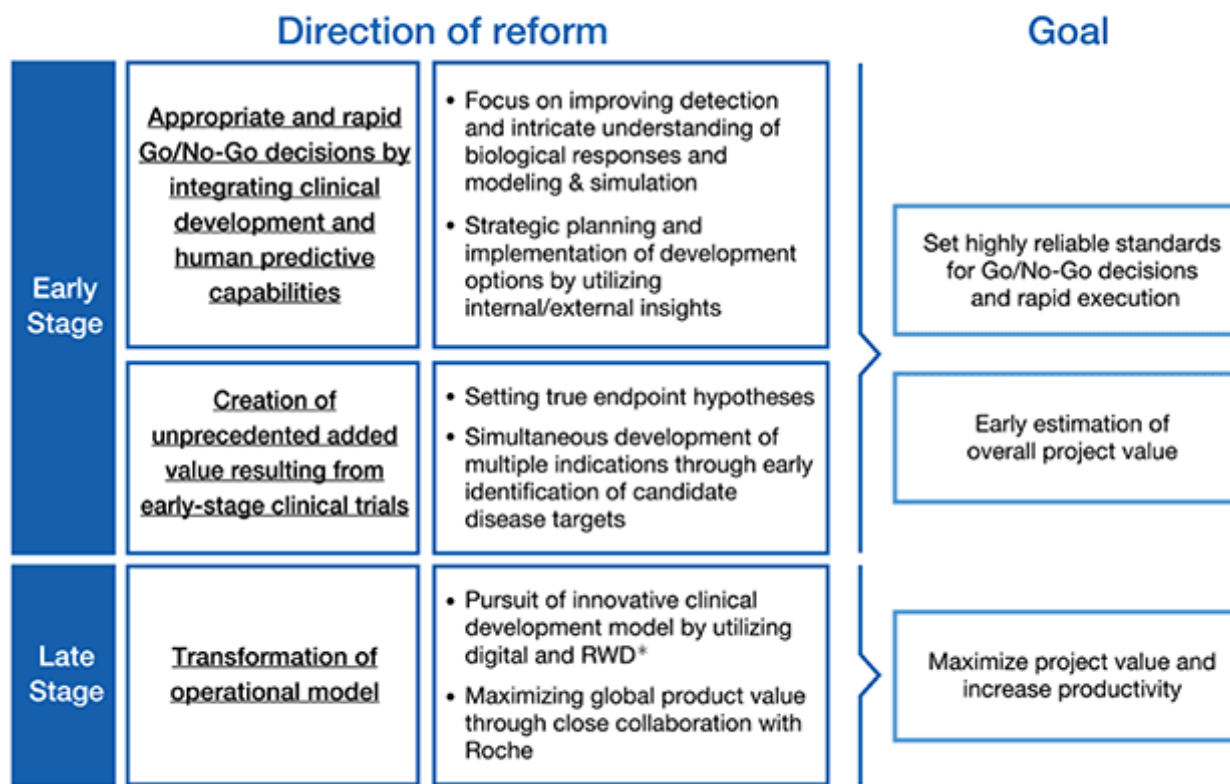 Direction of reform
Goal
Early
Stage
Appropriate and rapid
Go/No-Go decisions by
integrating clinical
development and
human predictive
capabilities
• Focus on improving detection
and intricate understanding of
biological responses and
modeling & simulation
• Strategic planning and
implementation of development
options by utilizing
internal/external insights
Creation of
unprecedented added
value resulting from
early-stage clinical trials
• Setting true endpoint hypotheses
• Simultaneous development of
multiple indications through early
identification of candidate
disease targets
Set highly reliable standards
for Go/No-Go decisions
and rapid execution
Early estimation of
overall project value
Late
Stage
Transformation of
operational model
• Pursuit of innovative clinical
development model by utilizing
digital and RWD*
• Maximizing global product value
through close collaboration with
Roche
Maximize project value and
increase productivity